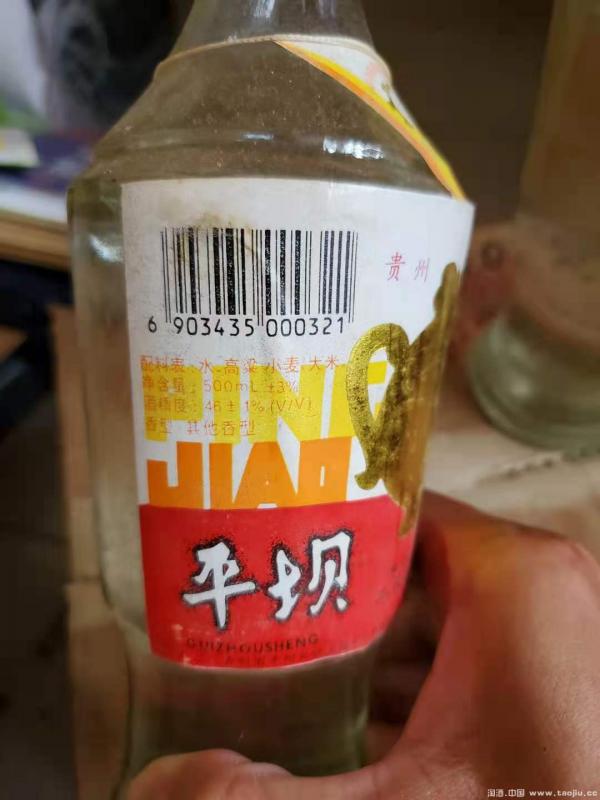 贵州
6 903435 000321
配料表：水、高粱 小麦 大米
净含量：500mL ±3%
酒精度：46±1%(V/V)
香型 其他香型
JIAO
平坝
GUIZHOUSHENG
淘酒.中国 www.taojiu.cc